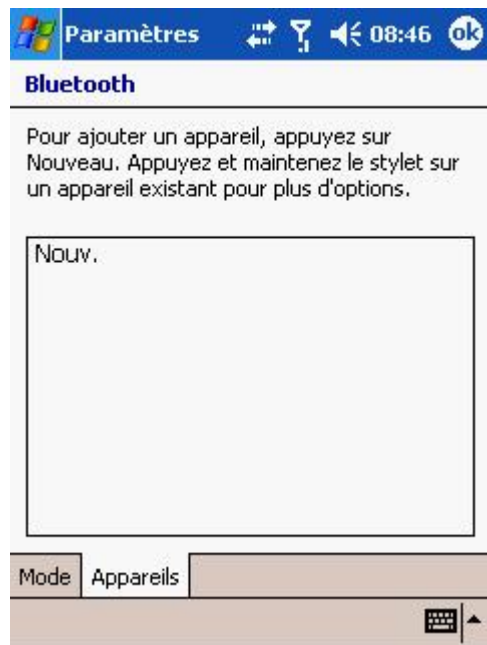 Paramètres 08:46 ok
Bluetooth
Pour ajouter un appareil, appuyez sur
Nouveau. Appuyez et maintenez le stylet sur
un appareil existant pour plus d'options.
Nouv.
Mode Appareils